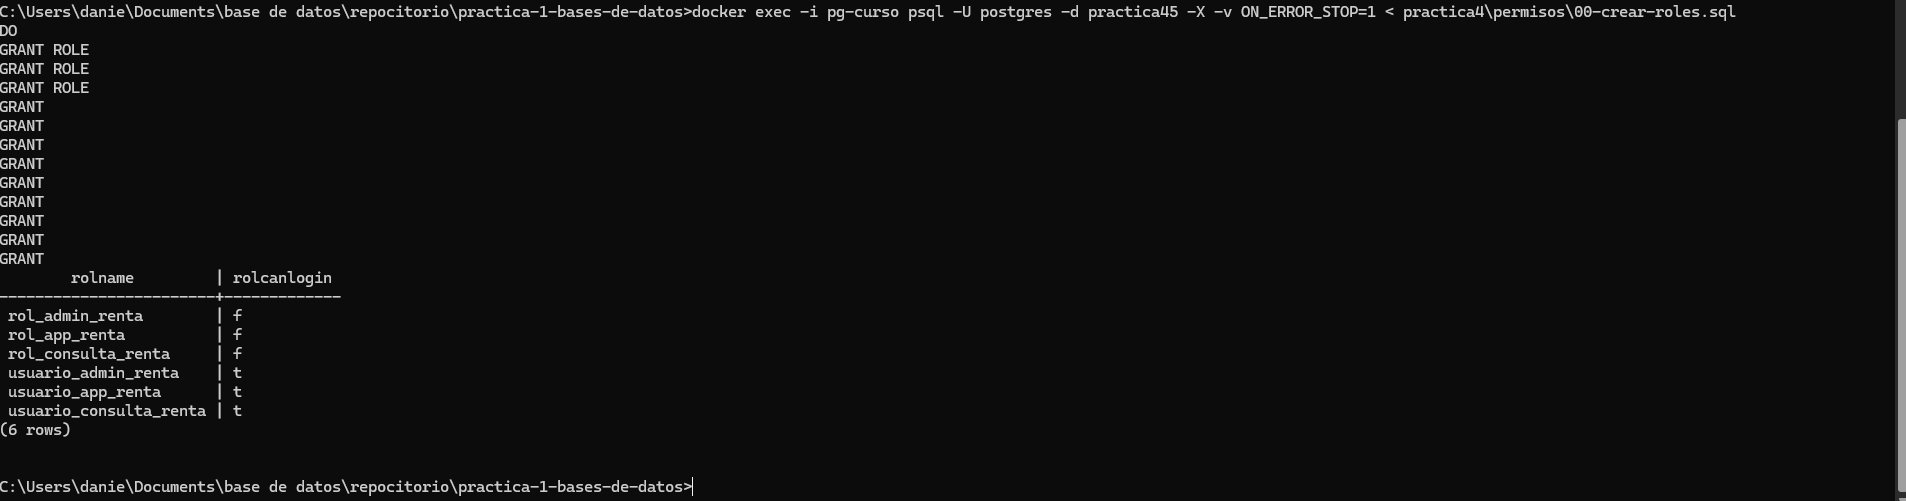 C:\Users\danie\Documents\base de datos\repocitorio\practica-1-bases-de-datos>docker exec -i pg-curso psql -U postgres -d practica45 -X -v ON_ERROR_STOP=1 < practica4\permisos\00-crear-roles.sql
DO
GRANT ROLE
GRANT ROLE
GRANT ROLE
GRANT
GRANT
GRANT
GRANT
GRANT
GRANT
GRANT
GRANT
GRANT
        rolname         | rolcanlogin
------------------------+-------------
 rol_admin_renta        | f
 rol_app_renta          | f
 rol_consulta_renta     | f
 usuario_admin_renta    | t
 usuario_app_renta      | t
 usuario_consulta_renta | t
(6 rows)
C:\Users\danie\Documents\base de datos\repocitorio\practica-1-bases-de-datos>